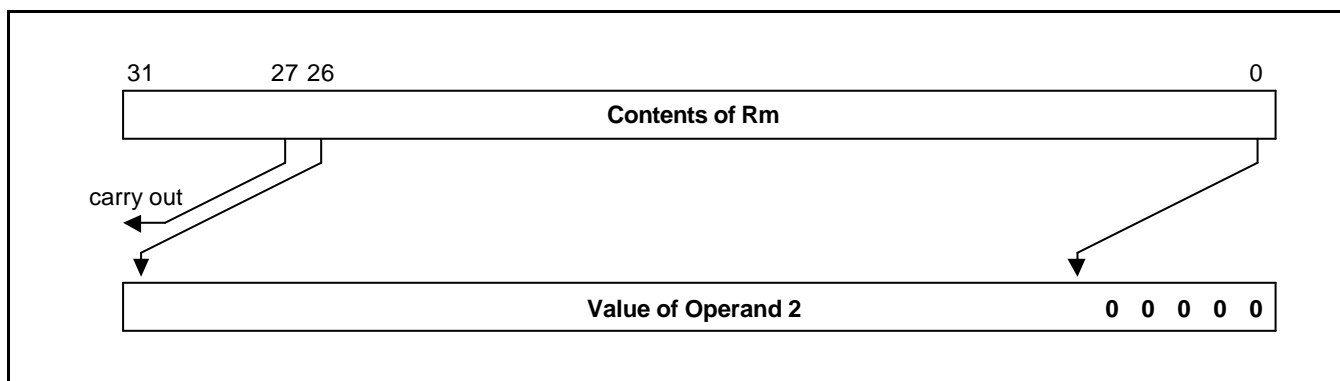 31 27 26 0
Contents of Rm
carry out
Value of Operand 2 0 0 0 0 0